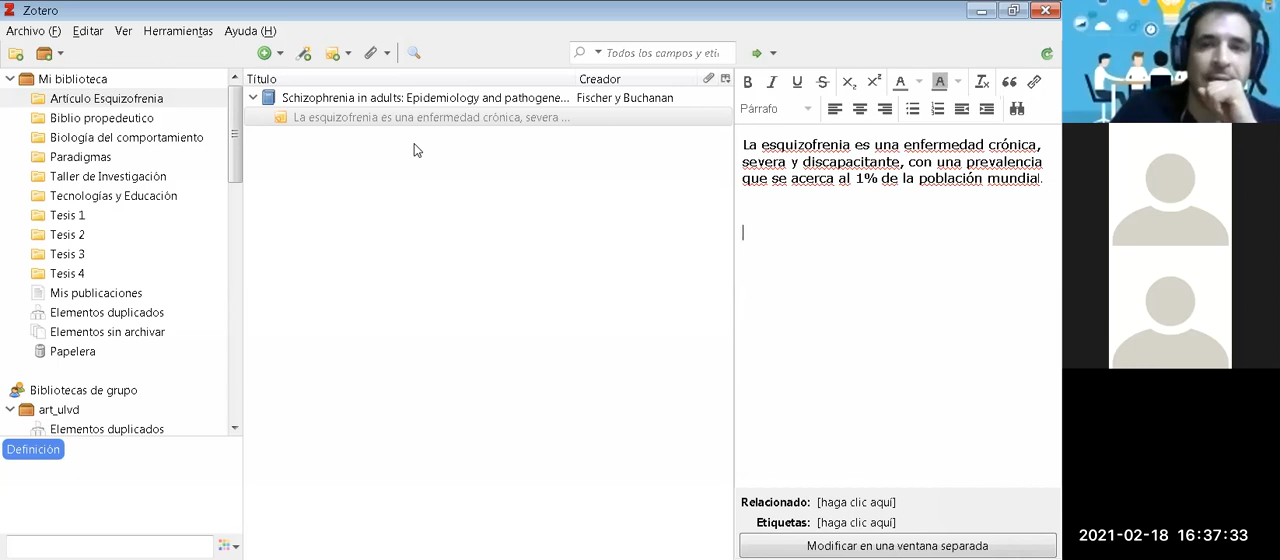 Zotero
Archivo (F) Editar Ver Herramientas Ayuda (H)
Todos los campos y eti
Mi biblioteca
Artículo Esquizofrenia
Biblio propedeutico
Biología del comportamiento
Paradigmas
Taller de Investigación
Tecnologías y Educación
Tesis 1
Tesis 2
Tesis 3
Tesis 4
Mis publicaciones
Elementos duplicados
Elementos sin archivar
Papelera
Bibliotecas de grupo
art_ulvd
Elementos duplicados
Definición
Título Creador
Schizophrenia in adults: Epidemiology and pathogene... Fischer y Buchanan
La esquizofrenia es una enfermedad crónica, severa ...
Párrafo
La esquizofrenia es una enfermedad crónica,
severa y discapacitante, con una prevalencia
que se acerca al 1% de la población mundial.
Relacionado: [haga clic aquí]
Etiquetas: [haga clic aquí]
Modificar en una ventana separada
2021-02-18 16:37:33